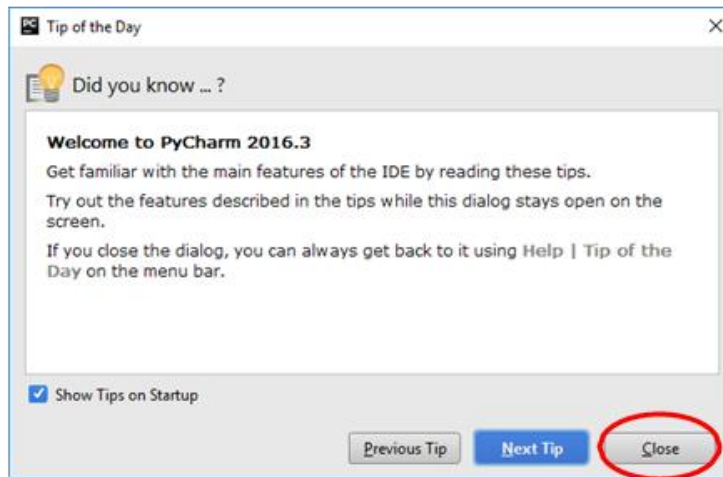 Tip of the Day
Did you know ... ?
Welcome to PyCharm 2016.3
Get familiar with the main features of the IDE by reading these tips.
Try out the features described in the tips while this dialog stays open on the
screen.
If you close the dialog, you can always get back to it using Help | Tip of the
Day on the menu bar.
Show Tips on Startup
Previous Tip
Next Tip
Close